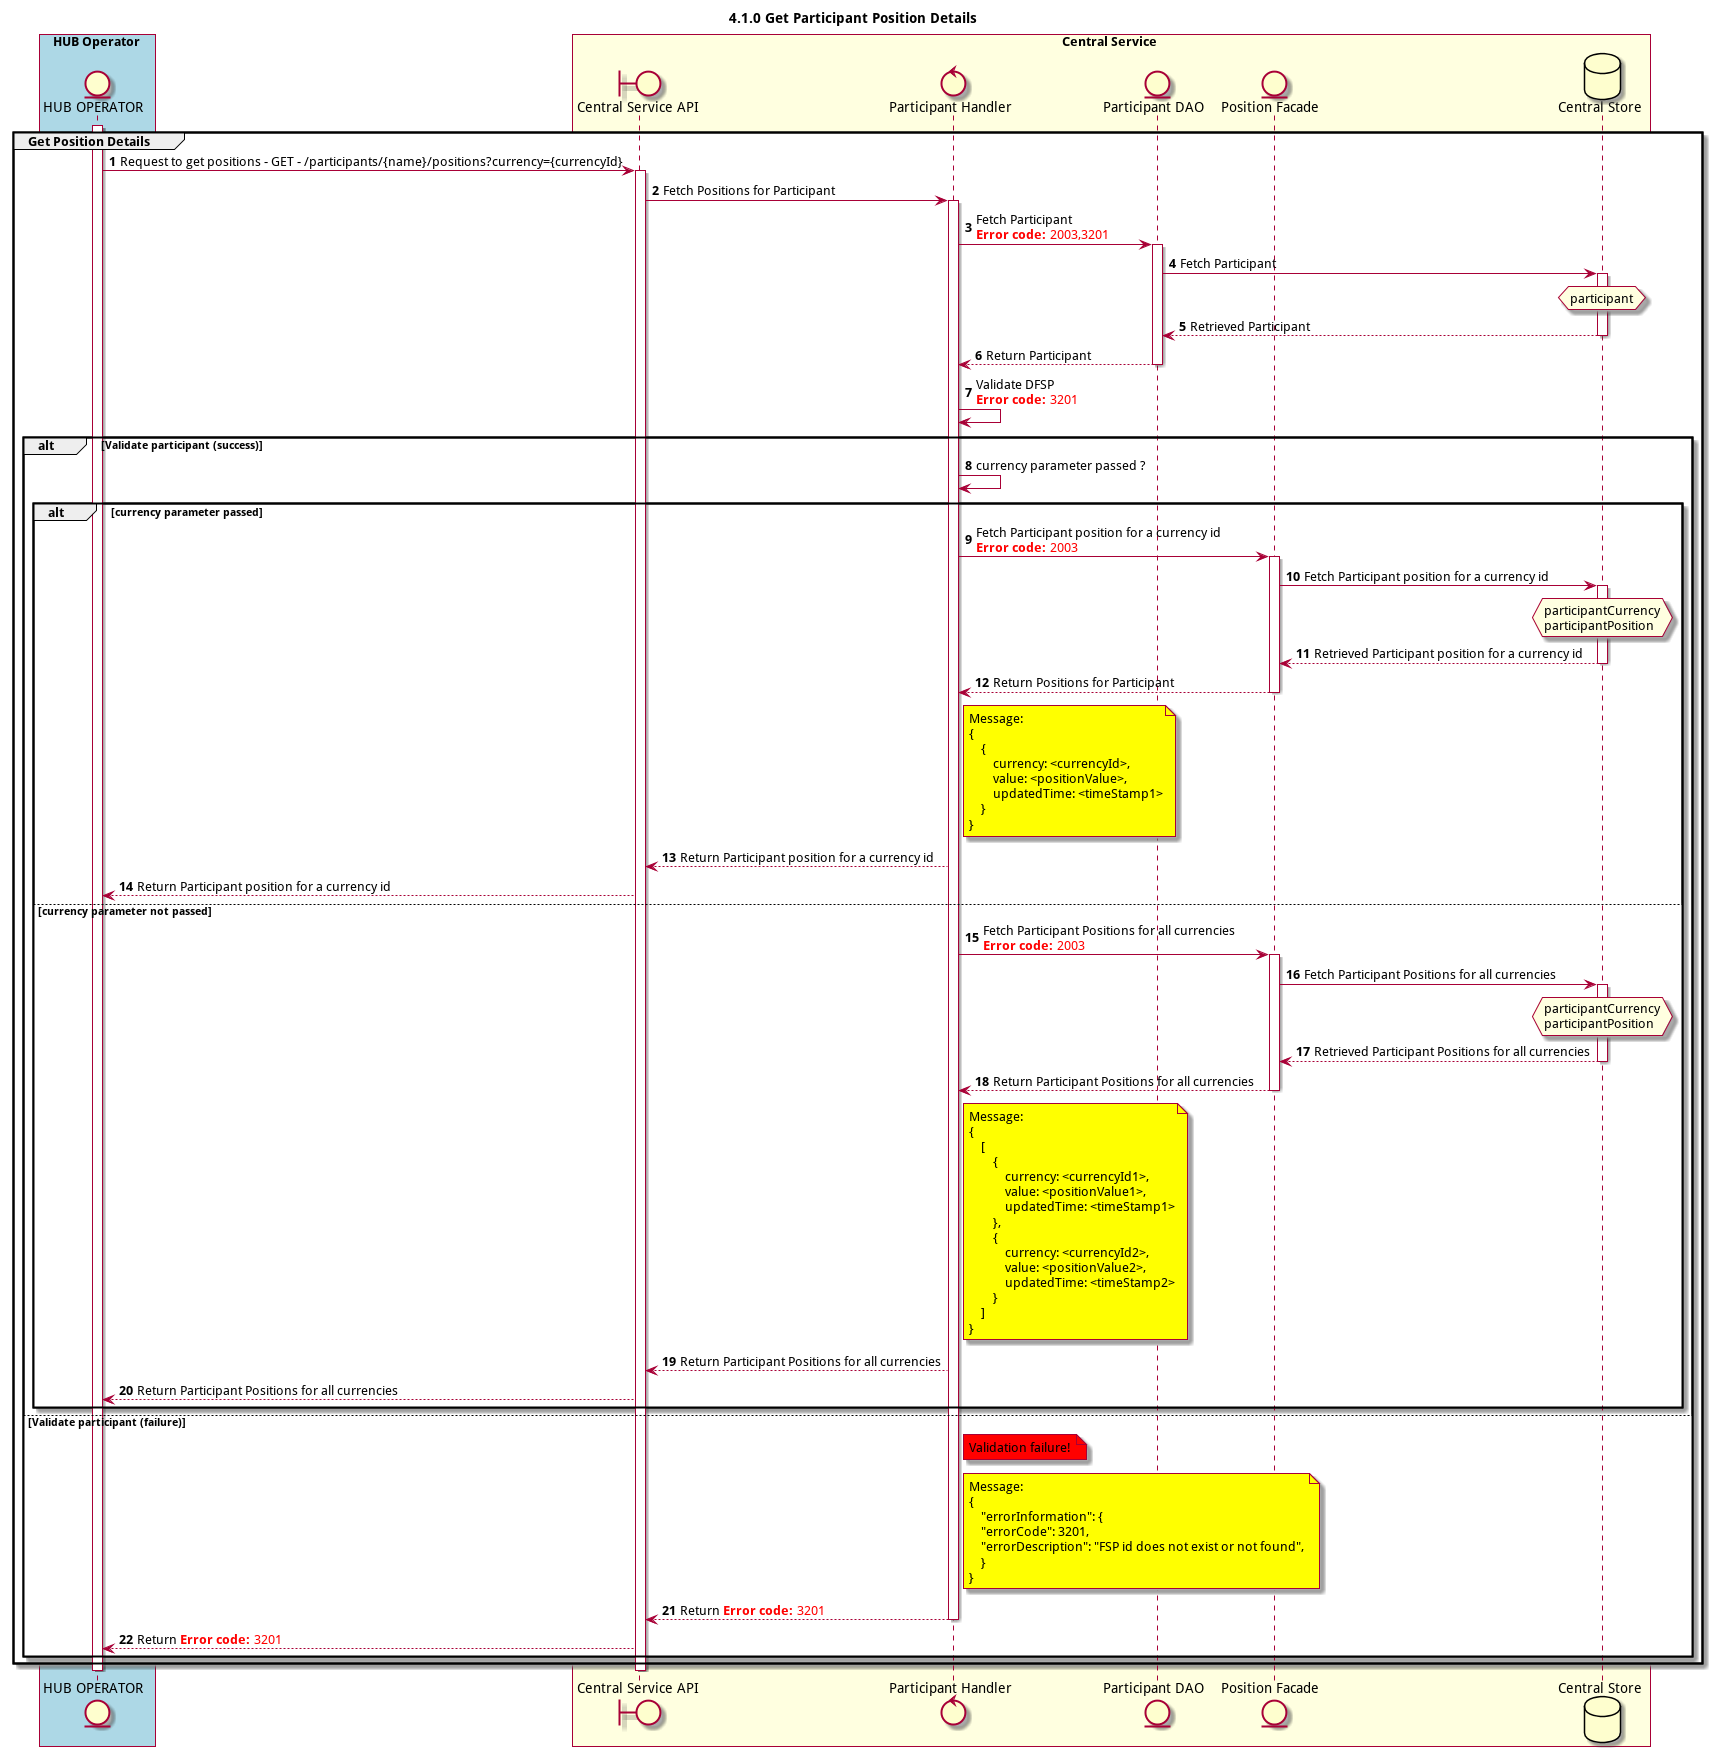 4.1.0 Get Participant Position Details
HUB Operator
Central Service
HUB OPERATOR
Central Service API
Participant Handler
Participant DAO
Position Facade
Central Store
Get Position Details
1 Request to get positions - GET - /participants/{name}/positions?currency={currencyId}
2 Fetch Positions for Participant
3 Fetch Participant
Error code: 2003,3201
4 Fetch Participant
participant
5 Retrieved Participant
6 Return Participant
7 Validate DFSP
Error code: 3201
alt [Validate participant (success)]
8 currency parameter passed ?
alt [currency parameter passed]
9 Fetch Participant position for a currency id
Error code: 2003
10 Fetch Participant position for a currency id
participantCurrency
participantPosition
11 Retrieved Participant position for a currency id
12 Return Positions for Participant
Message:
{
{
currency: <currencyId>,
value: <positionValue>,
updatedTime: <timeStamp1>
}
}
13 Return Participant position for a currency id
14 Return Participant position for a currency id
[currency parameter not passed]
15 Fetch Participant Positions for all currencies
Error code: 2003
16 Fetch Participant Positions for all currencies
participantCurrency
participantPosition
17 Retrieved Participant Positions for all currencies
18 Return Participant Positions for all currencies
Message:
{
[
{
currency: <currencyId1>,
value: <positionValue1>,
updatedTime: <timeStamp1>
},
{
currency: <currencyId2>,
value: <positionValue2>,
updatedTime: <timeStamp2>
}
]
}
19 Return Participant Positions for all currencies
20 Return Participant Positions for all currencies
[Validate participant (failure)]
Validation failure!
Message:
{
"errorInformation": {
"errorCode": 3201,
"errorDescription": "FSP id does not exist or not found",
}
}
21 Return Error code: 3201
22 Return Error code: 3201
HUB OPERATOR
Central Service API
Participant Handler
Participant DAO
Position Facade
Central Store